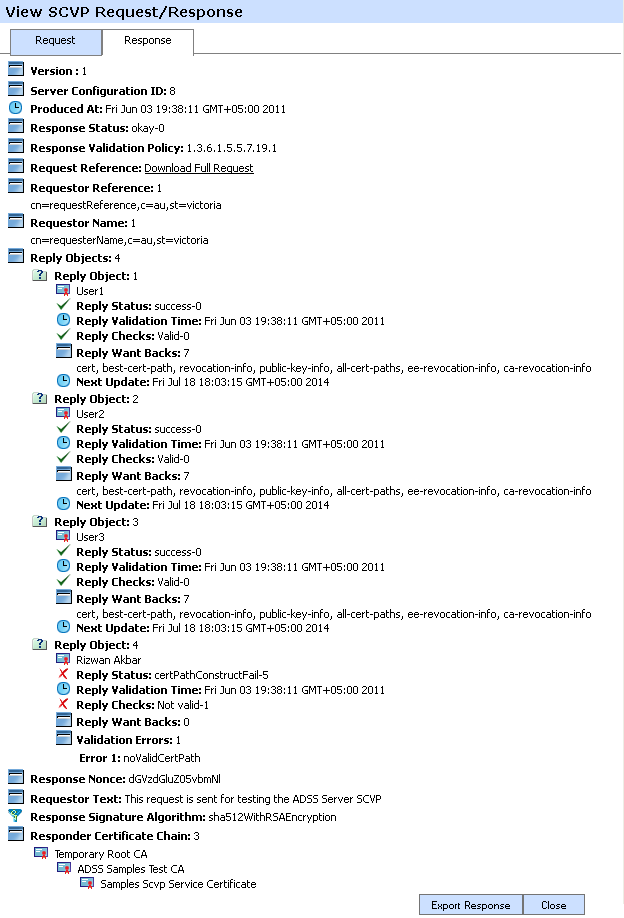 View SCVP Request/Response
Request
Response
Version : 1
Server Configuration ID: 8
Produced At: Fri Jun 03 19:38:11 GMT+05:00 2011
Response Status: okay-0
Response Validation Policy: 1.3.6.1.5.5.7.19.1
Request Reference: Download Full Request
Requestor Reference: 1
cn=requestReference,c=au,st=victoria
Requestor Name: 1
cn=requesterName,c=au,st=victoria
Reply Objects: 4
Reply Object: 1
User1
Reply Status: success-0
Reply Validation Time: Fri Jun 03 19:38:11 GMT+05:00 2011
Reply Checks: Valid-0
Reply Want Backs: 7
cert, best-cert-path, revocation-info, public-key-info, all-cert-paths, ee-revocation-info, ca-revocation-info
Next Update: Fri Jul 18 18:03:15 GMT+05:00 2014
Reply Object: 2
User2
Reply Status: success-0
Reply Validation Time: Fri Jun 03 19:38:11 GMT+05:00 2011
Reply Checks: Valid-0
Reply Want Backs: 7
cert, best-cert-path, revocation-info, public-key-info, all-cert-paths, ee-revocation-info, ca-revocation-info
Next Update: Fri Jul 18 18:03:15 GMT+05:00 2014
Reply Object: 3
User3
Reply Status: success-0
Reply Validation Time: Fri Jun 03 19:38:11 GMT+05:00 2011
Reply Checks: Valid-0
Reply Want Backs: 7
cert, best-cert-path, revocation-info, public-key-info, all-cert-paths, ee-revocation-info, ca-revocation-info
Next Update: Fri Jul 18 18:03:15 GMT+05:00 2014
Reply Object: 4
Rizwan Akbar
Reply Status: certPathConstructFail-5
Reply Validation Time: Fri Jun 03 19:38:11 GMT+05:00 2011
Reply Checks: Not valid-1
Reply Want Backs: 0
Validation Errors: 1
Error 1: noValidCertPath
Response Nonce: dGVzdGluZ05vbmNl
Requestor Text: This request is sent for testing the ADSS Server SCVP
Response Signature Algorithm: sha512WithRSAEncryption
Responder Certificate Chain: 3
Temporary Root CA
ADSS Samples Test CA
Samples Scvp Service Certificate
Export Response
Close